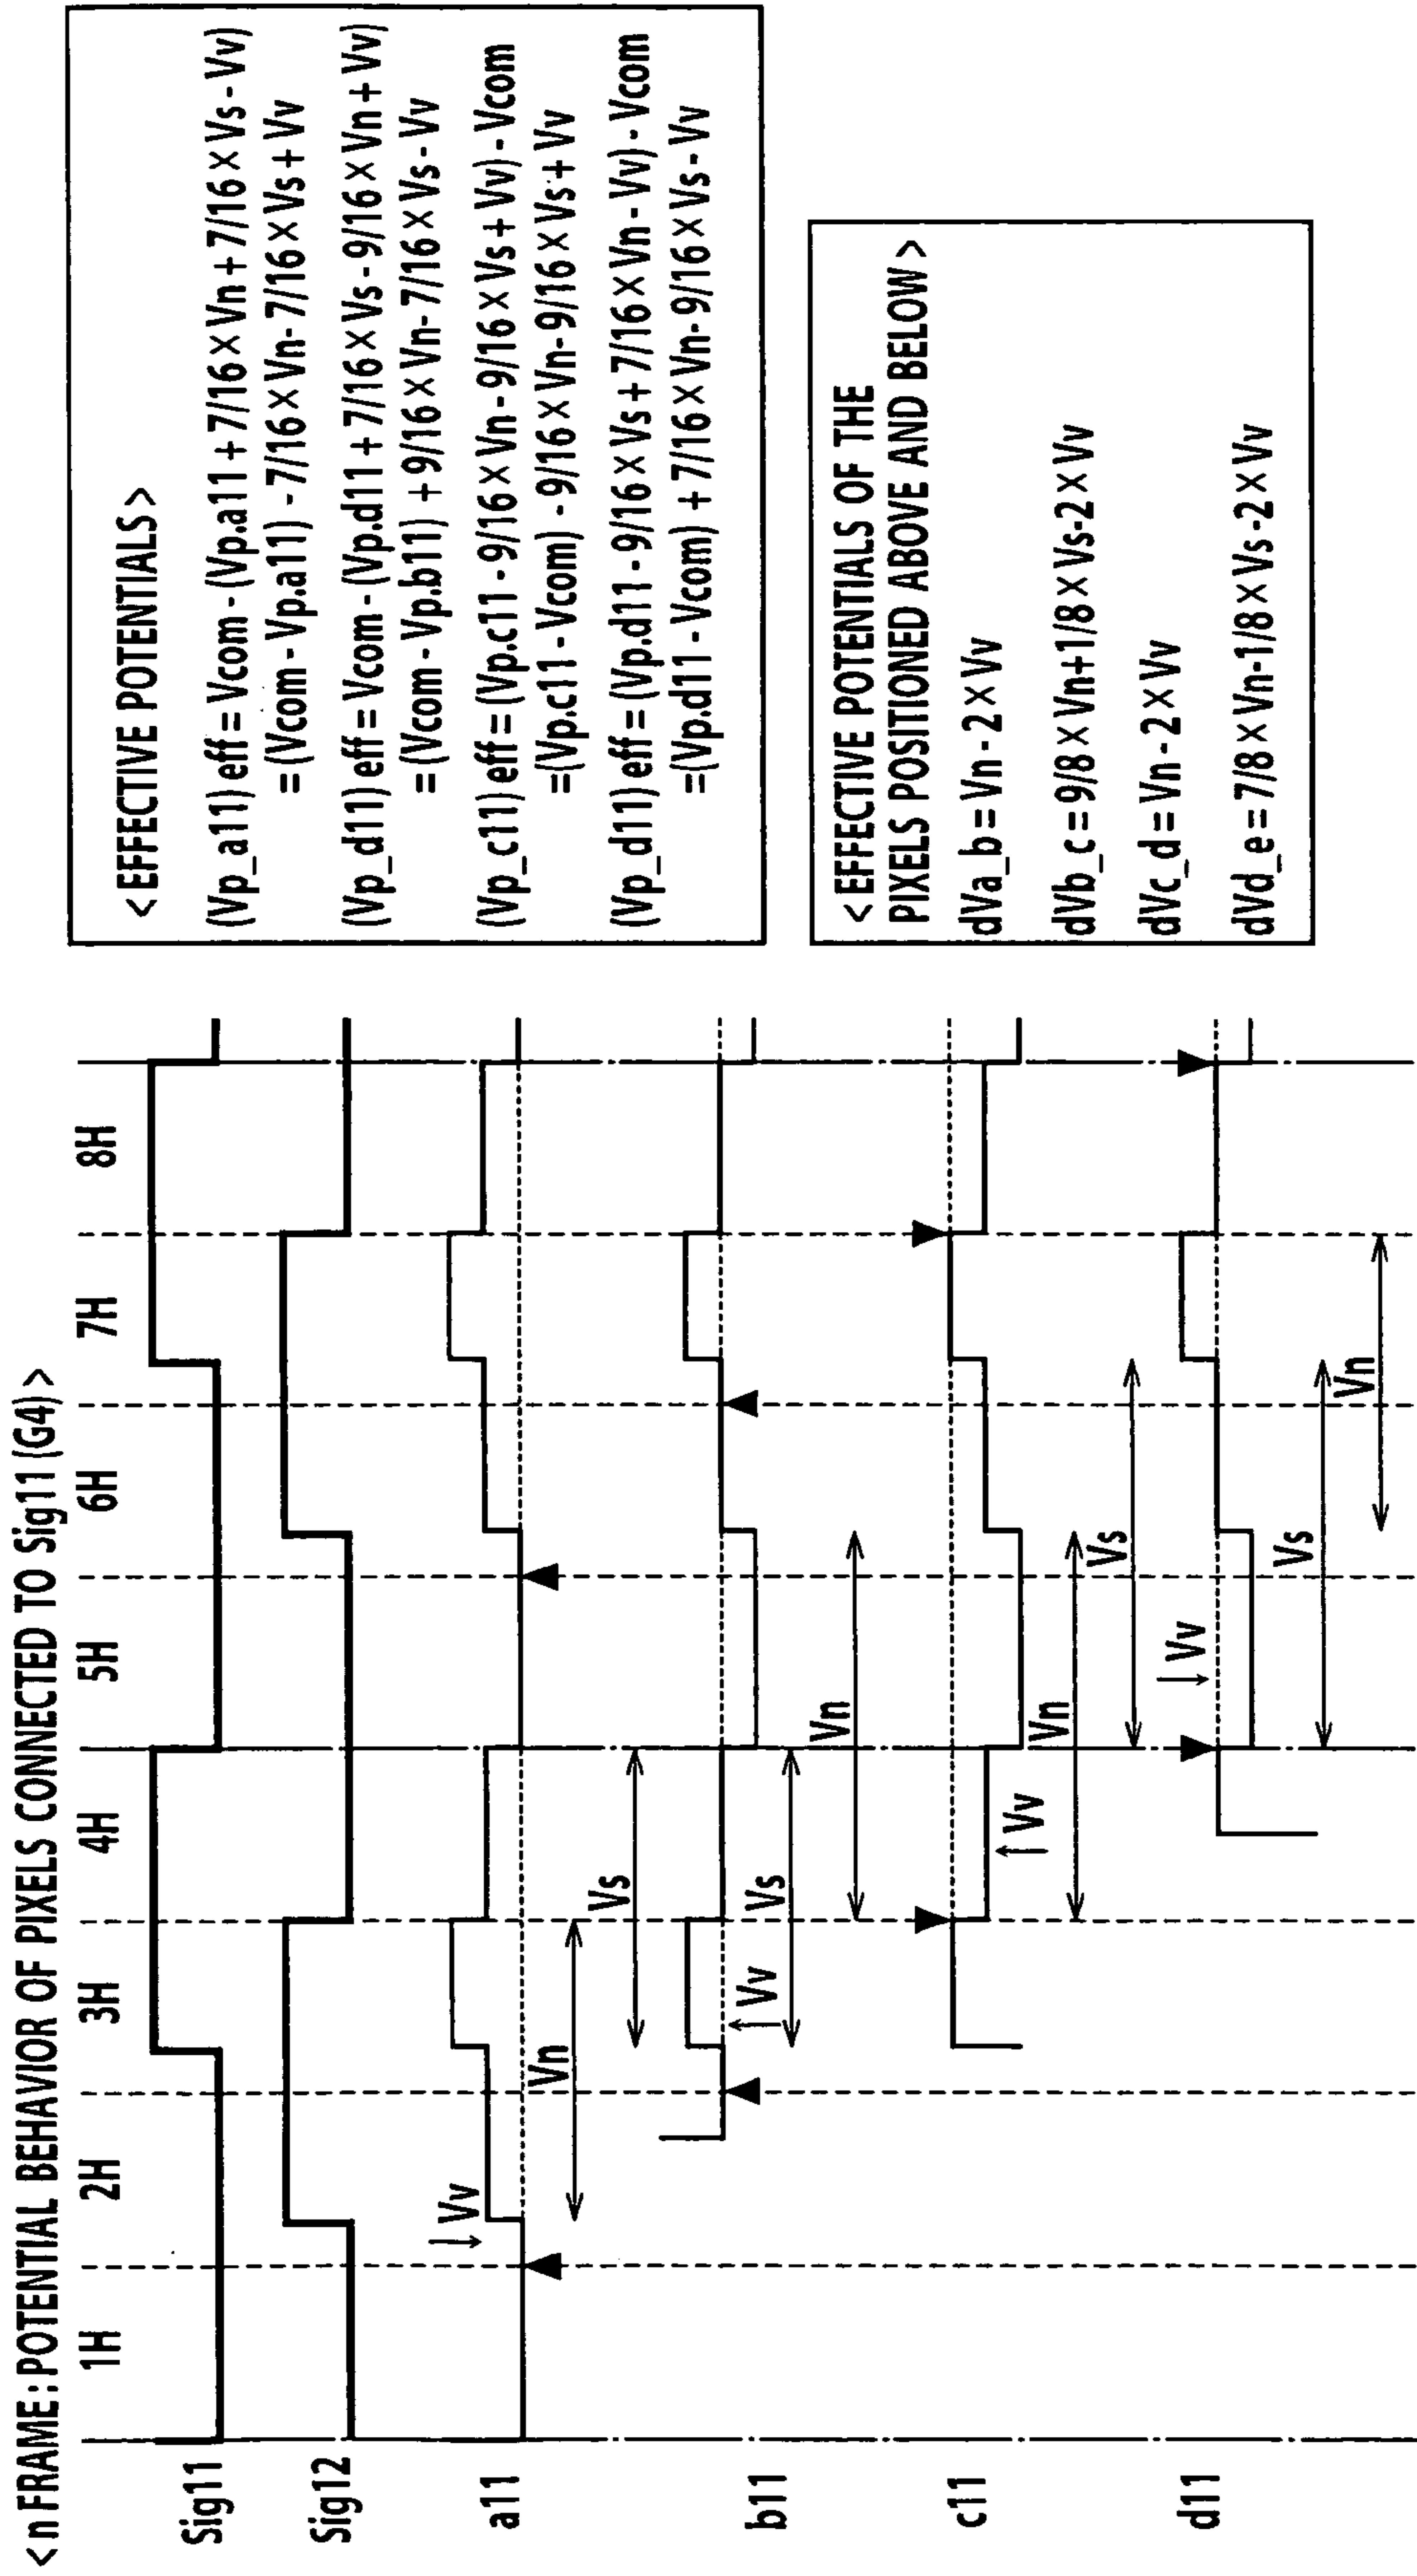 <n FRAME:POTENTIAL BEHAVIOR OF PIXELS CONNECTED TO Sig11 (G4)>
1H 2H 3H 4H 5H 6H 7H 8H
Sig11
Sig12
a11
Vv
Vn
Vs
b11
Vv
Vs
Vn
c11
Vv
Vn
Vs
d11
Vv
Vs
Vn
<EFFECTIVE POTENTIALS>
(Vp_a11) eff = Vcom - (Vp.a11 + 7/16 × Vn + 7/16 × Vs - Vv)
= (Vcom - Vp.a11) - 7/16 × Vn - 7/16 × Vs + Vv
(Vp_d11) eff = Vcom - (Vp.d11 + 7/16 × Vs - 9/16 × Vn + Vv)
= (Vcom - Vp.b11) + 9/16 × Vn - 7/16 × Vs - Vv
(Vp_c11) eff = (Vp.c11 - 9/16 × Vn - 9/16 × Vs + Vv) - Vcom
= (Vp.c11 - Vcom) - 9/16 × Vn - 9/16 × Vs + Vv
(Vp_d11) eff = (Vp.d11 - 9/16 × Vs + 7/16 × Vn - Vv) - Vcom
= (Vp.d11 - Vcom) + 7/16 × Vn - 9/16 × Vs - Vv
<EFFECTIVE POTENTIALS OF THE
PIXELS POSITIONED ABOVE AND BELOW>
dVa_b = Vn - 2 × Vv
dVb_c = 9/8 × Vn + 1/8 × Vs - 2 × Vv
dVc_d = Vn - 2 × Vv
dVd_e = 7/8 × Vn - 1/8 × Vs - 2 × Vv